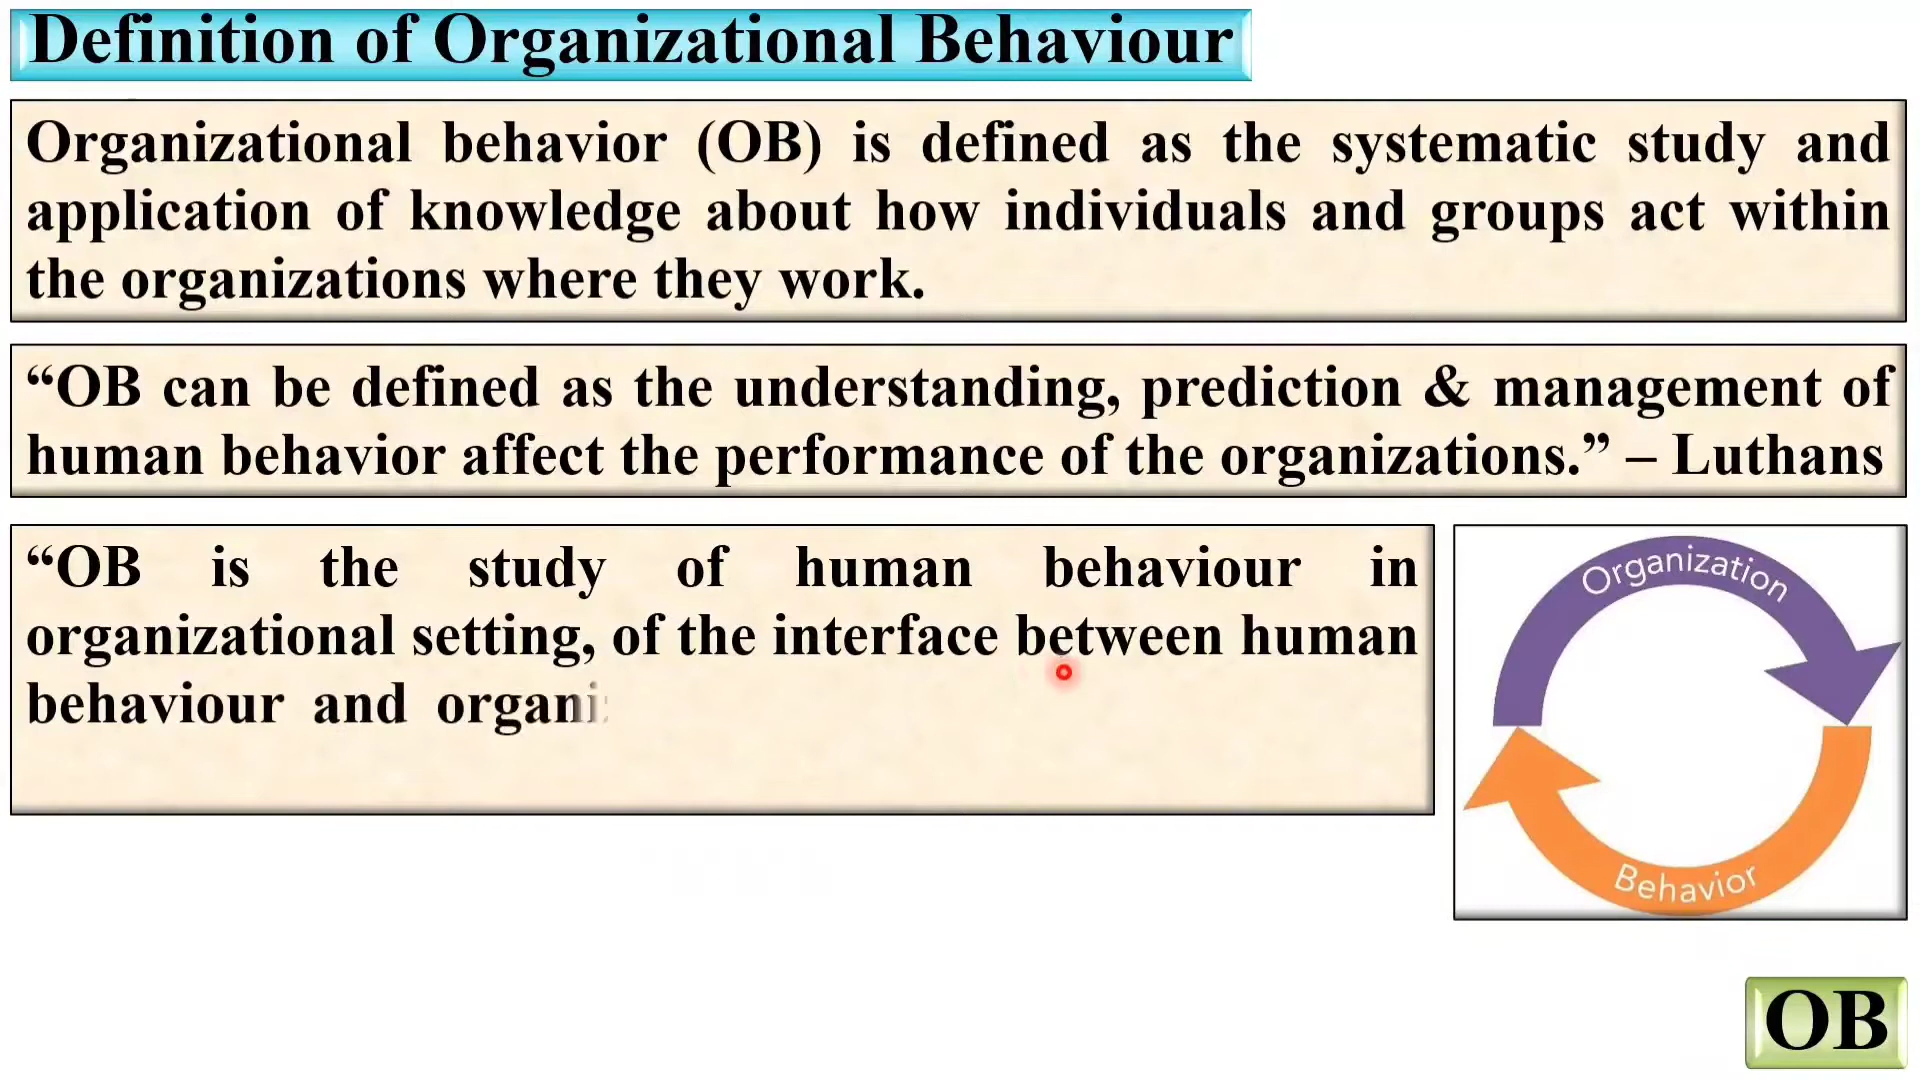 Definition of Organizational Behaviour
Organizational behavior (OB) is defined as the systematic study and
application of knowledge about how individuals and groups act within
the organizations where they work.
“OB can be defined as the understanding, prediction & management of
human behavior affect the performance of the organizations.” – Luthans
“OB is the study of human behaviour in
organizational setting, of the interface between human
behaviour and organi
Organization
Behavior
OB